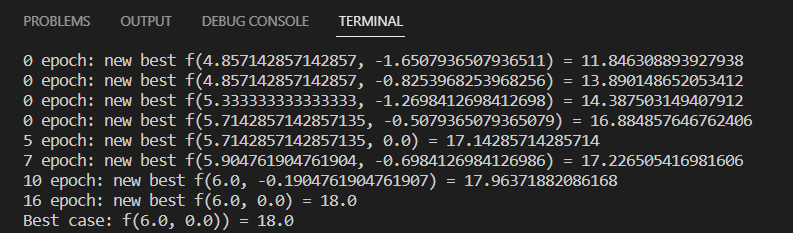 PROBLEMS OUTPUT DEBUG CONSOLE TERMINAL
0 epoch: new best f(4.857142857142857, -1.6507936507936511) = 11.846308893927938
0 epoch: new best f(4.857142857142857, -0.8253968253968256) = 13.890148652053412
0 epoch: new best f(5.333333333333333, -1.2698412698412698) = 14.387503149407912
0 epoch: new best f(5.7142857142857135, -0.5079365079365079) = 16.884857646762406
5 epoch: new best f(5.7142857142857135, 0.0) = 17.14285714285714
7 epoch: new best f(5.904761904761904, -0.6984126984126986) = 17.226505416981606
10 epoch: new best f(6.0, -0.1904761904761907) = 17.96371882086168
16 epoch: new best f(6.0, 0.0) = 18.0
Best case: f(6.0, 0.0)) = 18.0